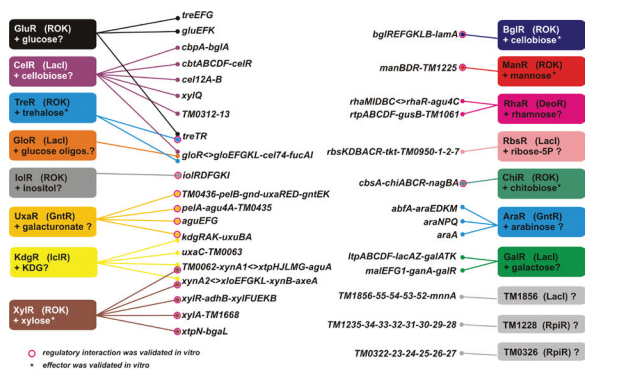 GluR (ROK)
+ glucose?
CelR (LacI)
+ cellobiose?
TreR (ROK)
+ trehalose*
GloR (LacI)
+ glucose oligos.?
IolR (ROK)
+ inositol?
UxaR (GntR)
+ galacturonate ?
KdgR (IclR)
+ KDG?
XylR (ROK)
+ xylose*
treEFG
gluEFK
cbpA-bglA
cbtABCDF-celR
cel12A-B
xylQ
TM0312-13
treTR
gloR<>gloEFGKL-cel74-fucAI
iolRDFGKI
TM0436-pelB-gnd-uxaRED-gntEK
pelA-agu4A-TM0435
aguEFG
kdgRAK-uxuBA
uxaC-TM0063
TM0062-xynA1<>xtpHJLMG-aguA
xynA2<>xloEFGKL-xynB-axeA
xylR-adhB-xylFUEKB
xylA-TM1668
xtpN-bgaL
bglREFGKLB-lamA
manBDR-TM1225
rhaMIDBC<>rhaR-agu4C
rtpABCDF-gusB-TM1061
rbsKDBACR-tkt-TM0950-1-2-7
cbsA-chiABCR-nagBA
abfA-araEDKM
araNPQ
araA
ltpABCDF-lacAZ-galATK
malEFG1-ganA-galR
TM1856-55-54-53-52-mnnA
TM1235-34-33-32-31-30-29-28
TM0322-23-24-25-26-27
BglR (ROK)
+ cellobiose*
ManR (ROK)
+ mannose*
RhaR (DeoR)
+ rhamnose?
RbsR (LacI)
+ ribose-5P ?
ChiR (ROK)
+ chitobiose*
AraR (GntR)
+ arabinose ?
GalR (LacI)
+ galactose?
TM1856 (LacI) ?
TM1228 (RpiR) ?
TM0326 (RpiR) ?
regulatory interaction was validated in vitro
* effector was validated in vitro